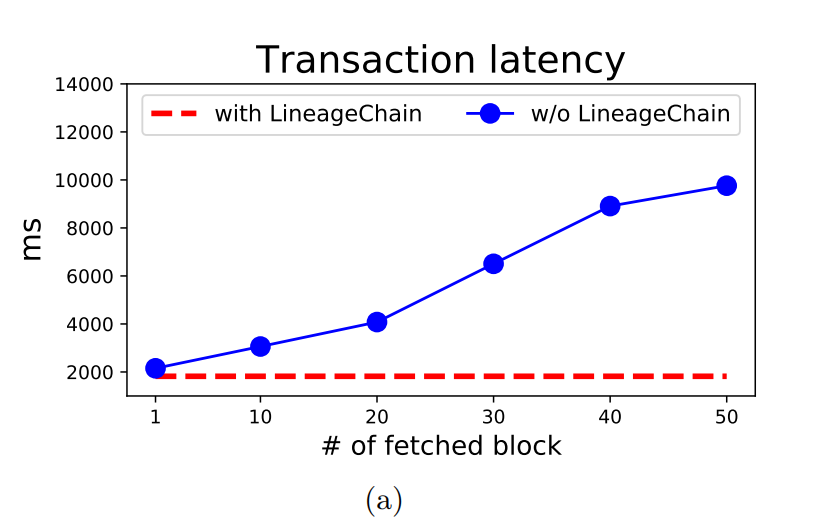 Transaction latency
14000
with LineageChain
w/o LineageChain
12000
10000
8000
6000
4000
2000
ms
1 10 20 30 40 50
# of fetched block
(a)